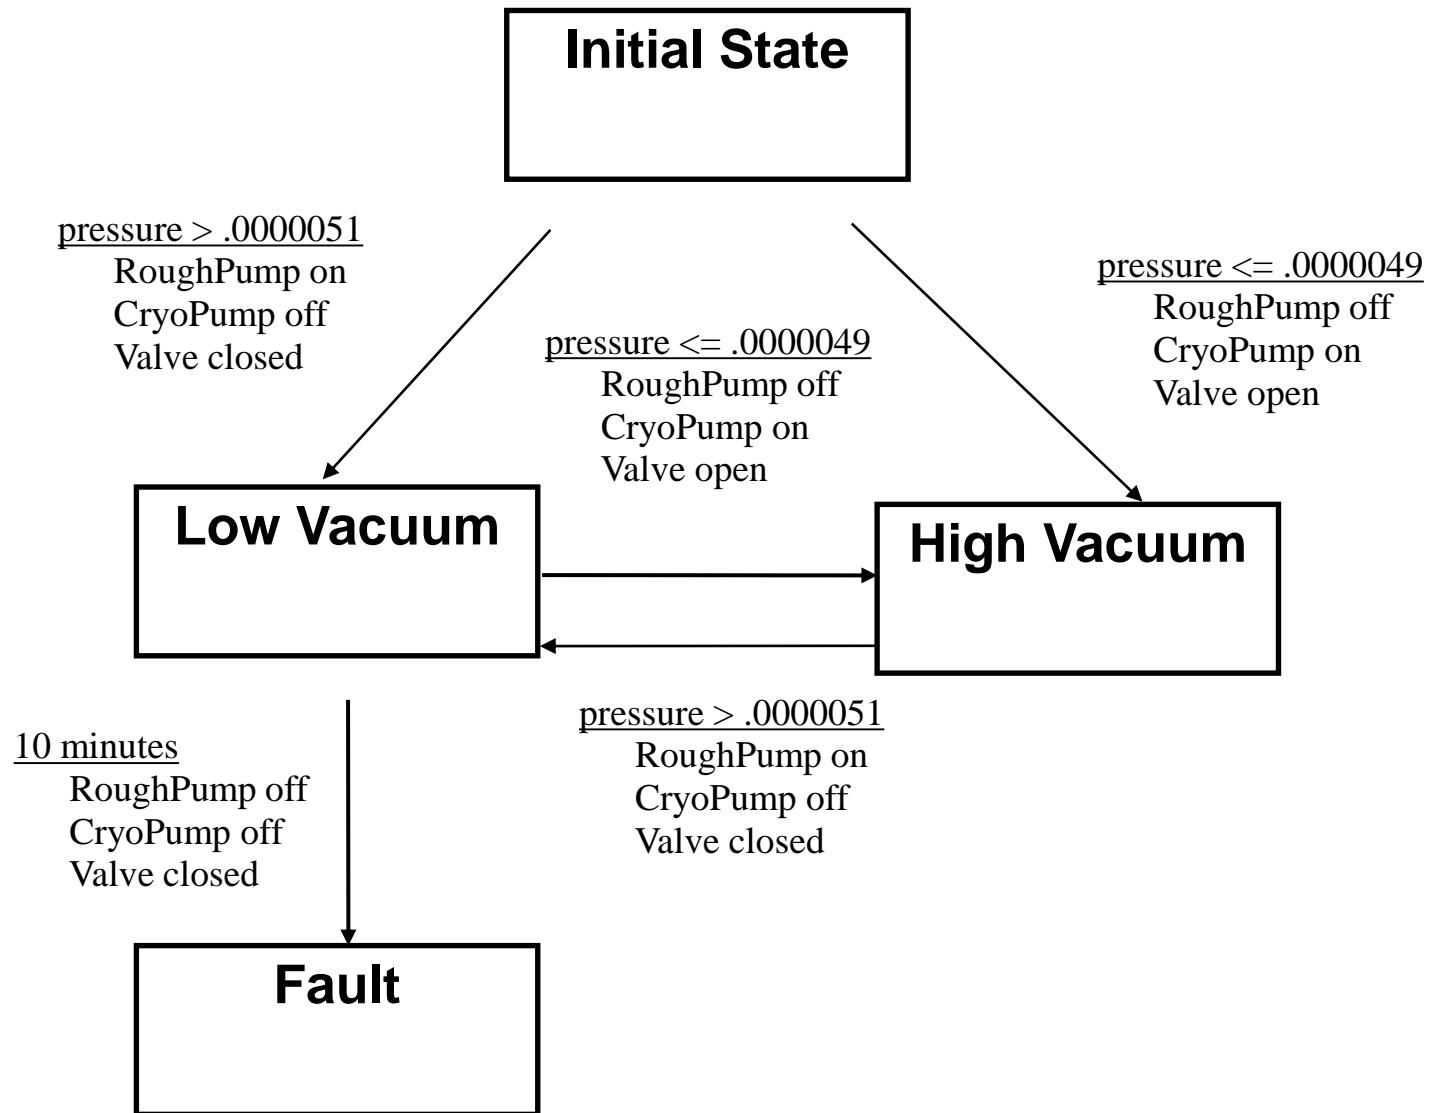 Initial State
pressure > .0000051
RoughPump on
CryoPump off
Valve closed
pressure <= .0000049
RoughPump off
CryoPump on
Valve open
pressure <= .0000049
RoughPump off
CryoPump on
Valve open
Low Vacuum
High Vacuum
10 minutes
RoughPump off
CryoPump off
Valve closed
pressure > .0000051
RoughPump on
CryoPump off
Valve closed
Fault